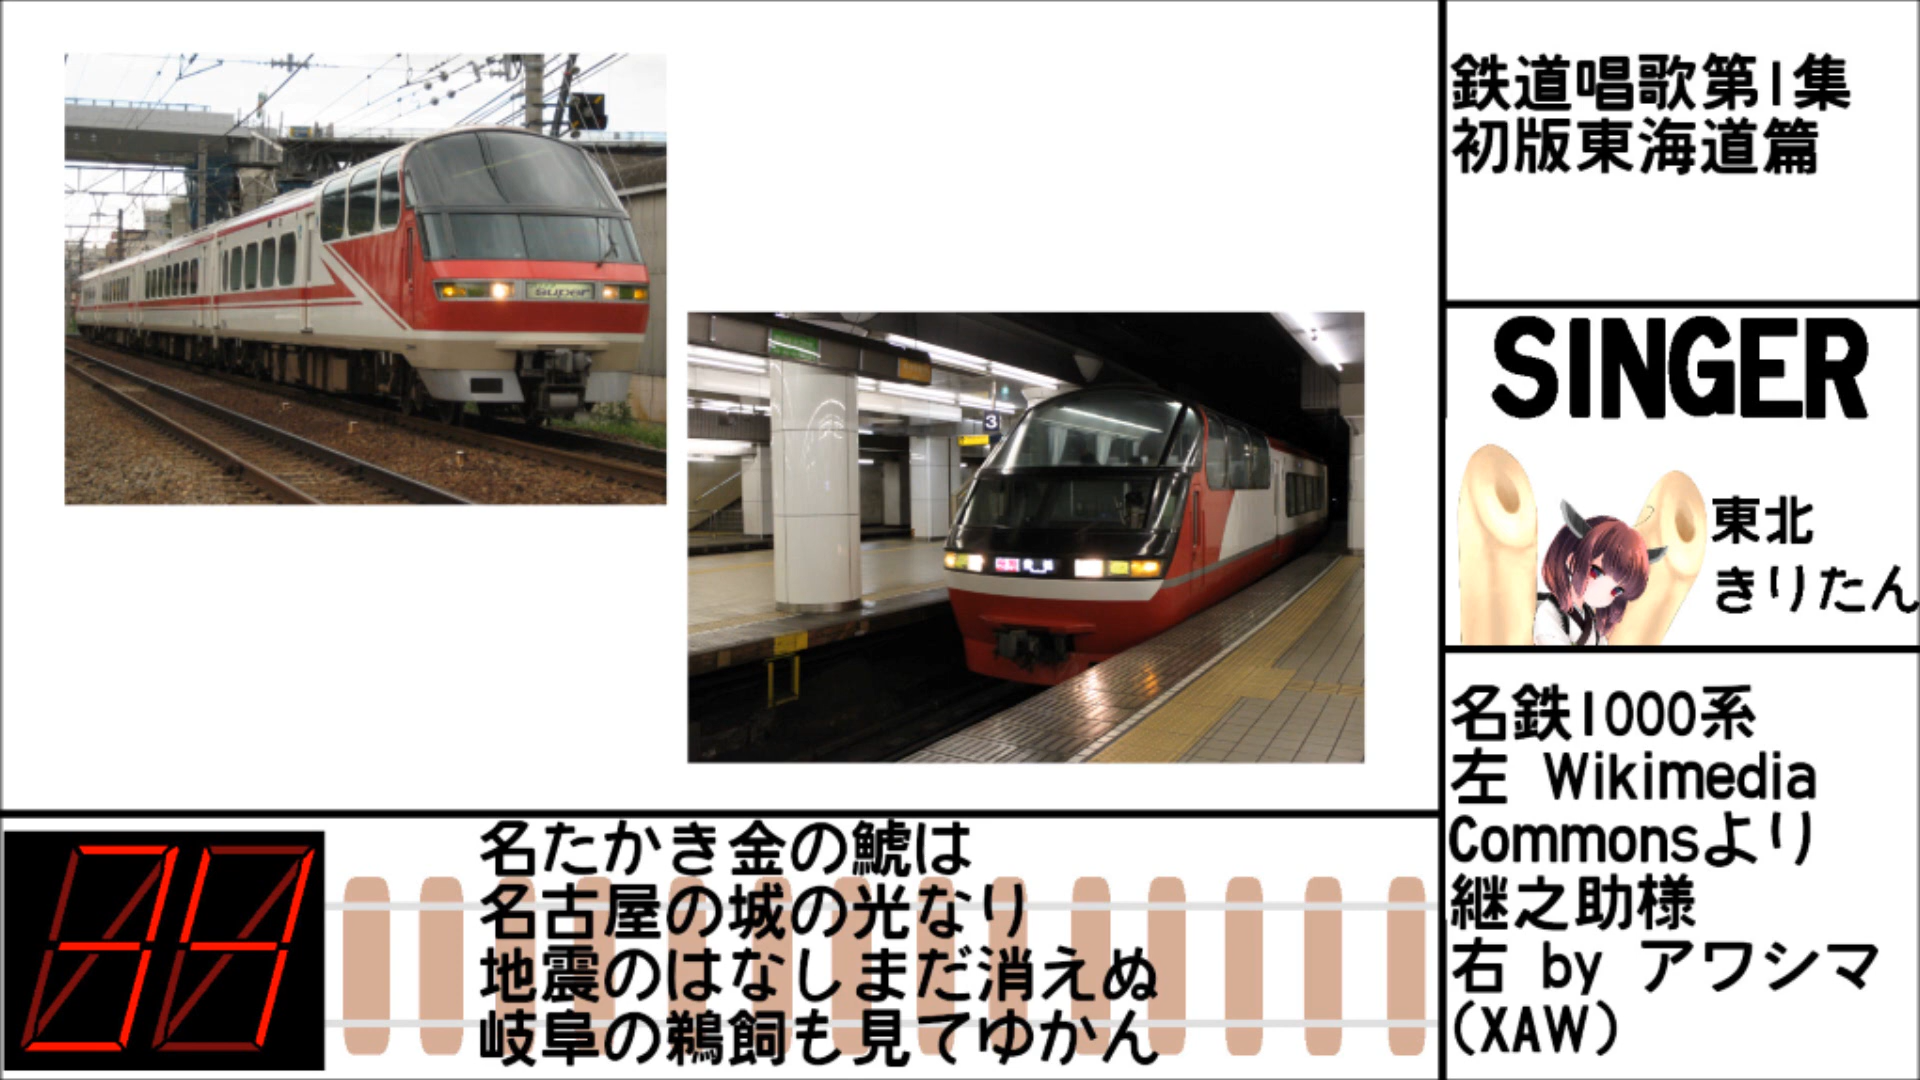 super
3
鉄道唱歌第1集
初版東海道篇
SINGER
東北
きりたん
名鉄1000系
左 Wikimedia
Commonsより
継之助様
右 by アワシマ
(XAW)
34
名たかき金の鯱は
名古屋の城の光なり
地震のはなしまだ消えぬ
岐阜の鵜飼も見てゆかん